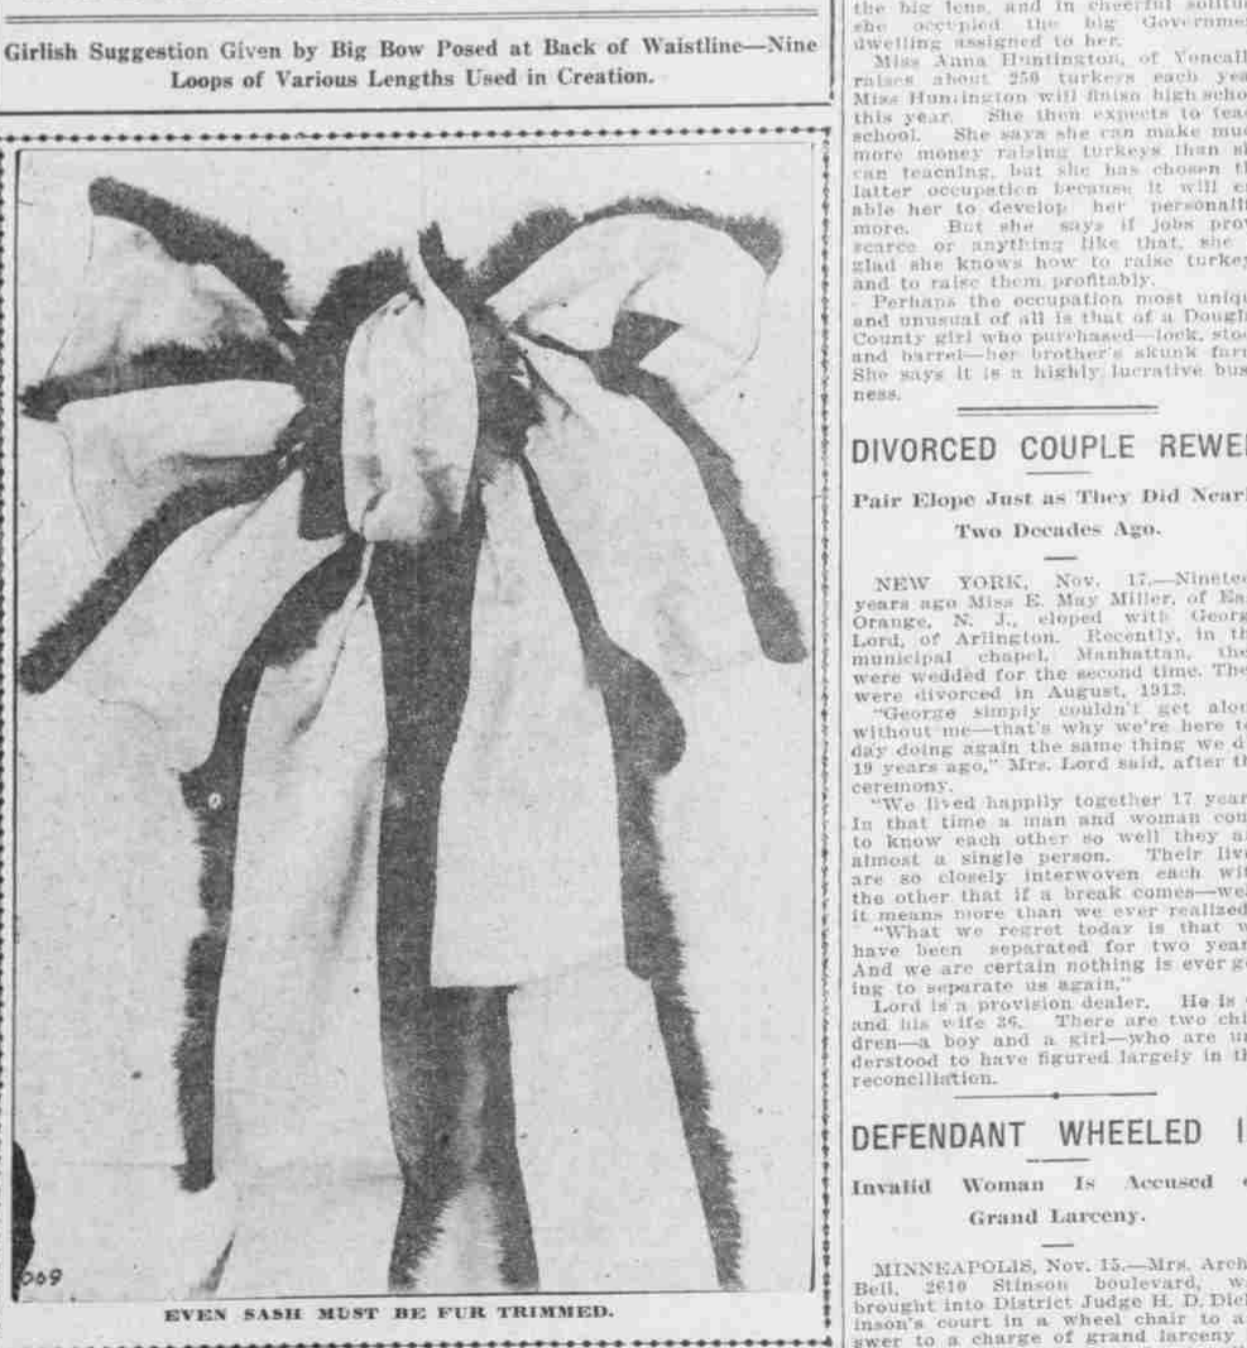 Girlish Suggestion Given by Big Bow Posed at Back of Waistline—Nine
Loops of Various Lengths Used in Creation.
069
EVEN SASH MUST BE FUR TRIMMED.
the big lens, and in cheerful
she occupied the big
dwelling assigned to her.
Miss Anna Huntington, of
raises about 250 turkeys each
Miss Huntington will finish high
this year. She then expects to
school. She says she can make
more money raising turkeys than
can teaching, but she has chosen
latter occupation because it will
able her to develop her
more. But she says if jobs
scarce or anything like that, she
glad she knows how to raise
and to raise them profitably.
Perhaps the occupation most
and unusual of all is that of a
County girl who purchased—lock,
and barrel—her brother's skunk
She says it is a highly lucrative
ness.
DIVORCED COUPLE
Pair Elope Just as They Did
Two Decades Ago.
NEW YORK, Nov. 17.—
years ago Miss E. May Miller, of
Orange, N. J., eloped with
Lord, of Arlington. Recently, in
municipal chapel, Manhattan,
were wedded for the second time.
were divorced in August, 1913.
"George simply couldn't get
without me—that's why we're here
day doing again the same thing we
19 years ago," Mrs. Lord said, after
ceremony.
"We lived happily together 17
In that time a man and woman
to know each other so well they
almost a single person. Their
are so closely interwoven each
the other that if a break comes—
it means more than we ever realized.
"What we regret today is that
have been separated for two
And we are certain nothing is ever
ing to separate us again."
Lord is a provision dealer. He is
and his wife 36. There are two
dren—a boy and a girl—who are
derstood to have figured largely in
reconciliation.
DEFENDANT WHEELED
Invalid Woman Is Accused
Grand Larceny.
MINNEAPOLIS, Nov. 15.—Mrs.
Bell, 2610 Stinson boulevard,
brought into District Judge H. D.
inson's court in a wheel chair to
swer to a charge of grand larceny